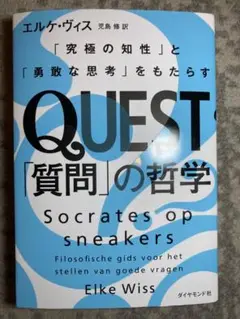 エルケ・ヴィス 児島 修 訳
「究極の知性」と
「勇敢な思考」をもたらす
QUEST
「質問」の哲学
Socrates op
sneakers
Filosofische gids voor het
stellen van goede vragen
Elke Wiss
ダイヤモンド社